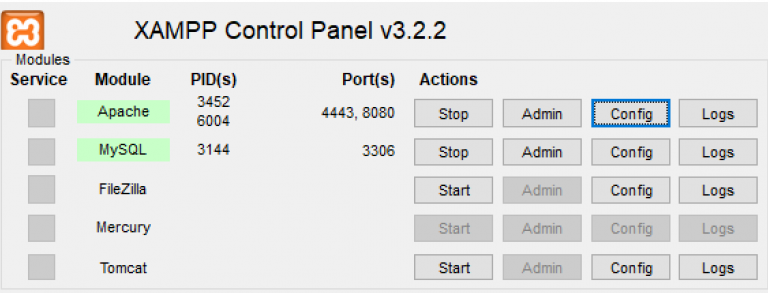 XAMPP Control Panel v3.2.2
Modules
Service Module PID(s) Port(s) Actions
Apache 3452 6004 4443, 8080 Stop Admin Config Logs
MySQL 3144 3306 Stop Admin Config Logs
FileZilla Start Admin Config Logs
Mercury Start Admin Config Logs
Tomcat Start Admin Config Logs